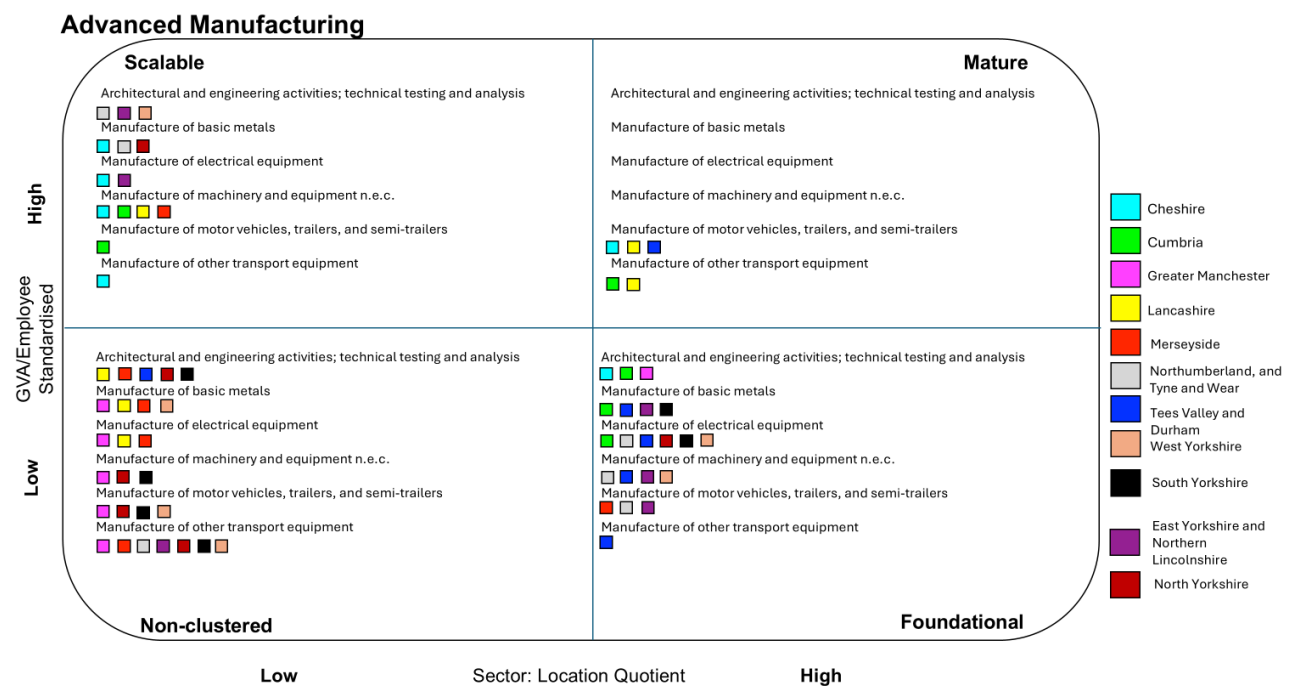 Advanced Manufacturing
Scalable
Architectural and engineering activities; technical testing and analysis
Manufacture of basic metals
Manufacture of electrical equipment
Manufacture of machinery and equipment n.e.c.
Manufacture of motor vehicles, trailers, and semi-trailers
Manufacture of other transport equipment
Mature
Architectural and engineering activities; technical testing and analysis
Manufacture of basic metals
Manufacture of electrical equipment
Manufacture of machinery and equipment n.e.c.
Manufacture of motor vehicles, trailers, and semi-trailers
Manufacture of other transport equipment
High
GVA/Employee
Standardised
Low
Architectural and engineering activities; technical testing and analysis
Manufacture of basic metals
Manufacture of electrical equipment
Manufacture of machinery and equipment n.e.c.
Manufacture of motor vehicles, trailers, and semi-trailers
Manufacture of other transport equipment
Non-clustered
Architectural and engineering activities; technical testing and analysis
Manufacture of basic metals
Manufacture of electrical equipment
Manufacture of machinery and equipment n.e.c.
Manufacture of motor vehicles, trailers, and semi-trailers
Manufacture of other transport equipment
Foundational
Low
Sector: Location Quotient
High
Cheshire
Cumbria
Greater Manchester
Lancashire
Merseyside
Northumberland, and
Tyne and Wear
Tees Valley and
Durham
West Yorkshire
South Yorkshire
East Yorkshire and
Northern
Lincolnshire
North Yorkshire